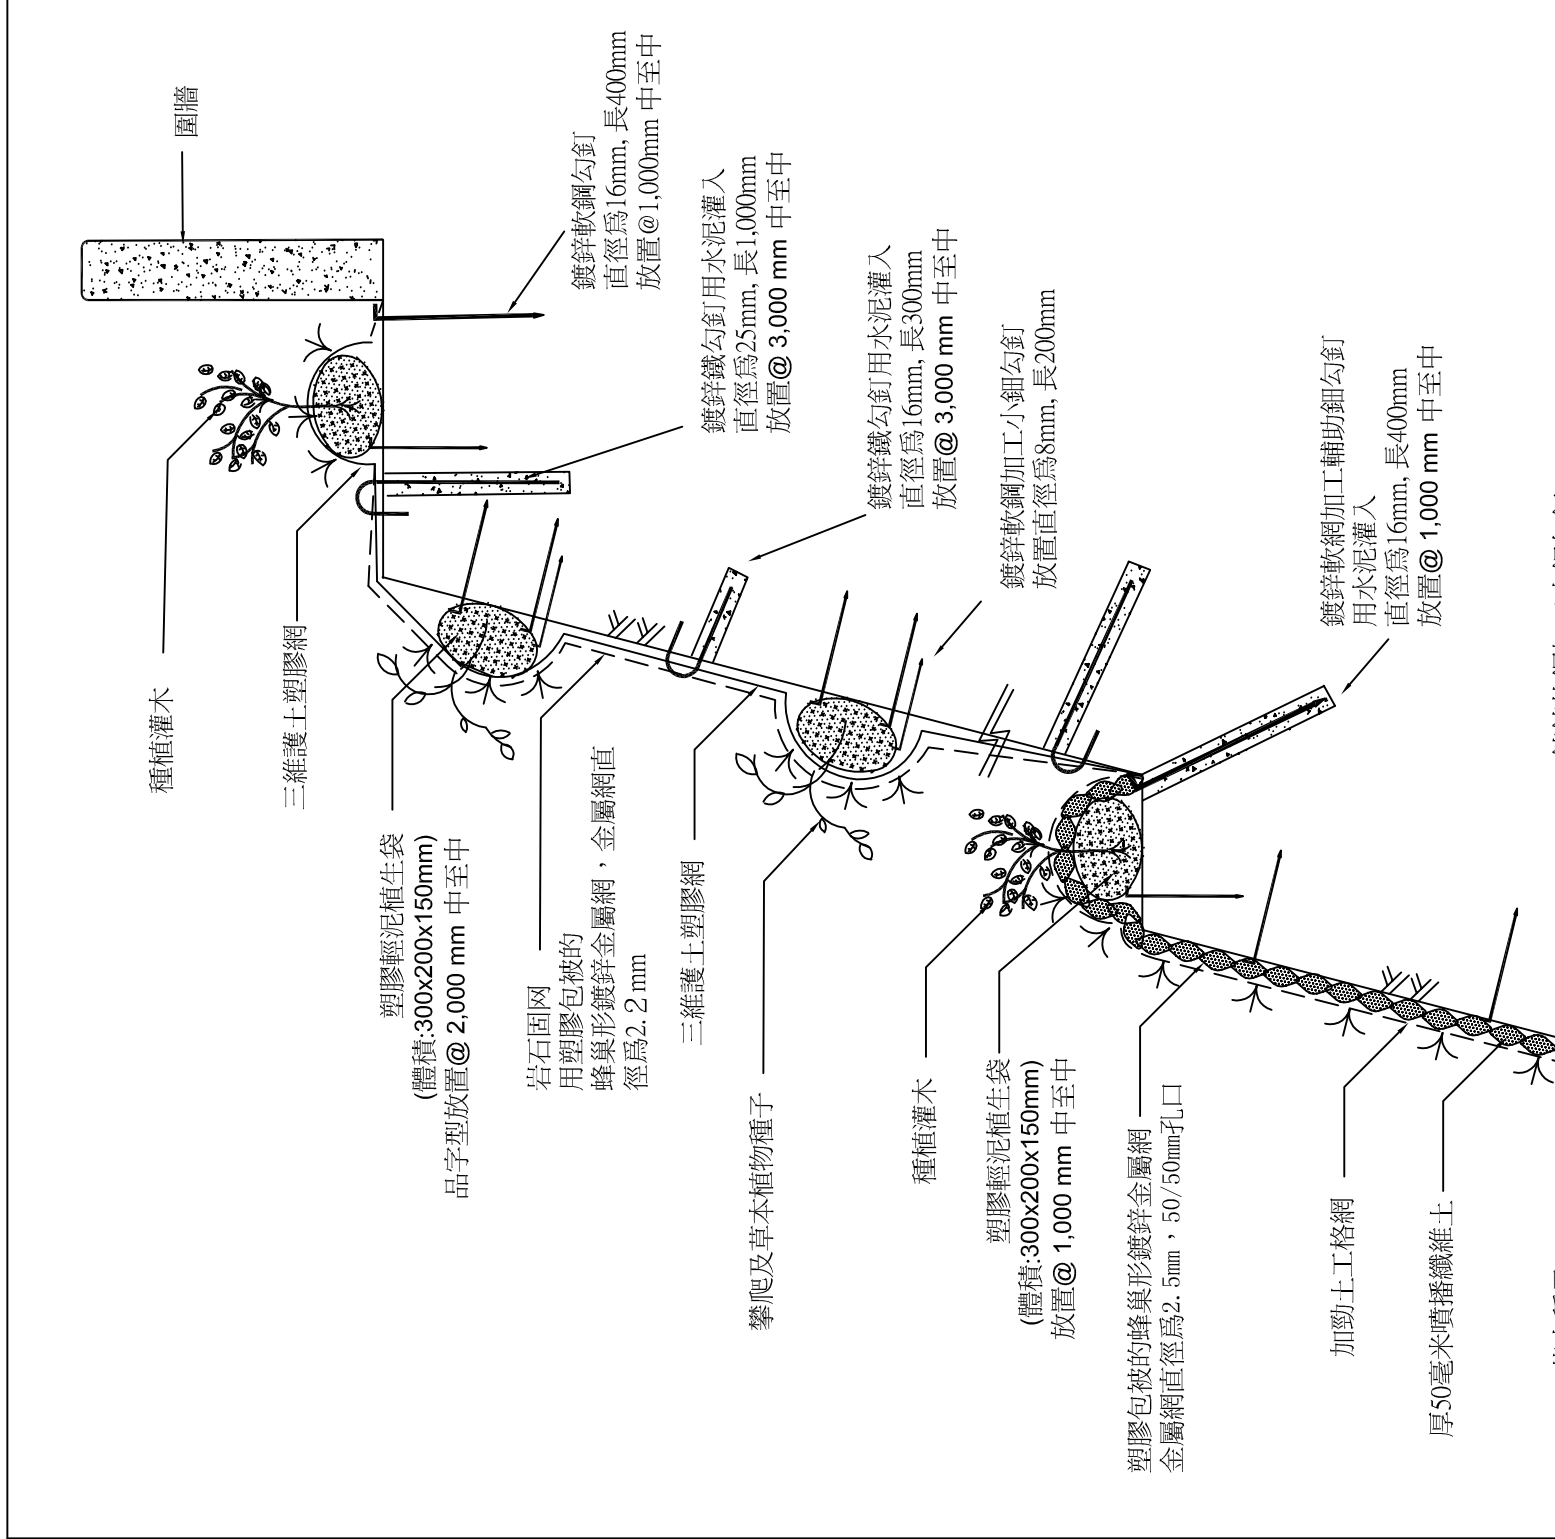 圍牆
鍍鋅軟鋼勾釘
直徑爲16mm, 長400mm
放置@1,000mm 中至中
鍍鋅鐵勾釘用水泥灌入
直徑爲25mm, 長1,000mm
放置@ 3,000 mm 中至中
鍍鋅鐵勾釘用水泥灌入
直徑爲16mm, 長300mm
放置@ 3,000 mm 中至中
鍍鋅軟鋼加工小鈿勾釘
放置直徑爲8mm, 長200mm
鍍鋅軟網加工輔助鈿勾釘
用水泥灌入
直徑爲16mm, 長400mm
放置@ 1,000 mm 中至中
種植灌木
三維護土塑膠網
塑膠輕泥植生袋
(體積:300x200x150mm)
品字型放置@ 2,000 mm 中至中
岩石固网
用塑膠包被的
蜂巢形鍍鋅金屬網，金屬網直
徑爲2.2mm
三維護土塑膠網
攀爬及草本植物種子
種植灌木
塑膠輕泥植生袋
(體積:300x200x150mm)
放置@ 1,000 mm 中至中
塑膠包被的蜂巢形鍍鋅金屬網
金屬網直徑爲2.5mm，50/50mm孔口
加勁土工格網
厚50毫米噴播纖維土